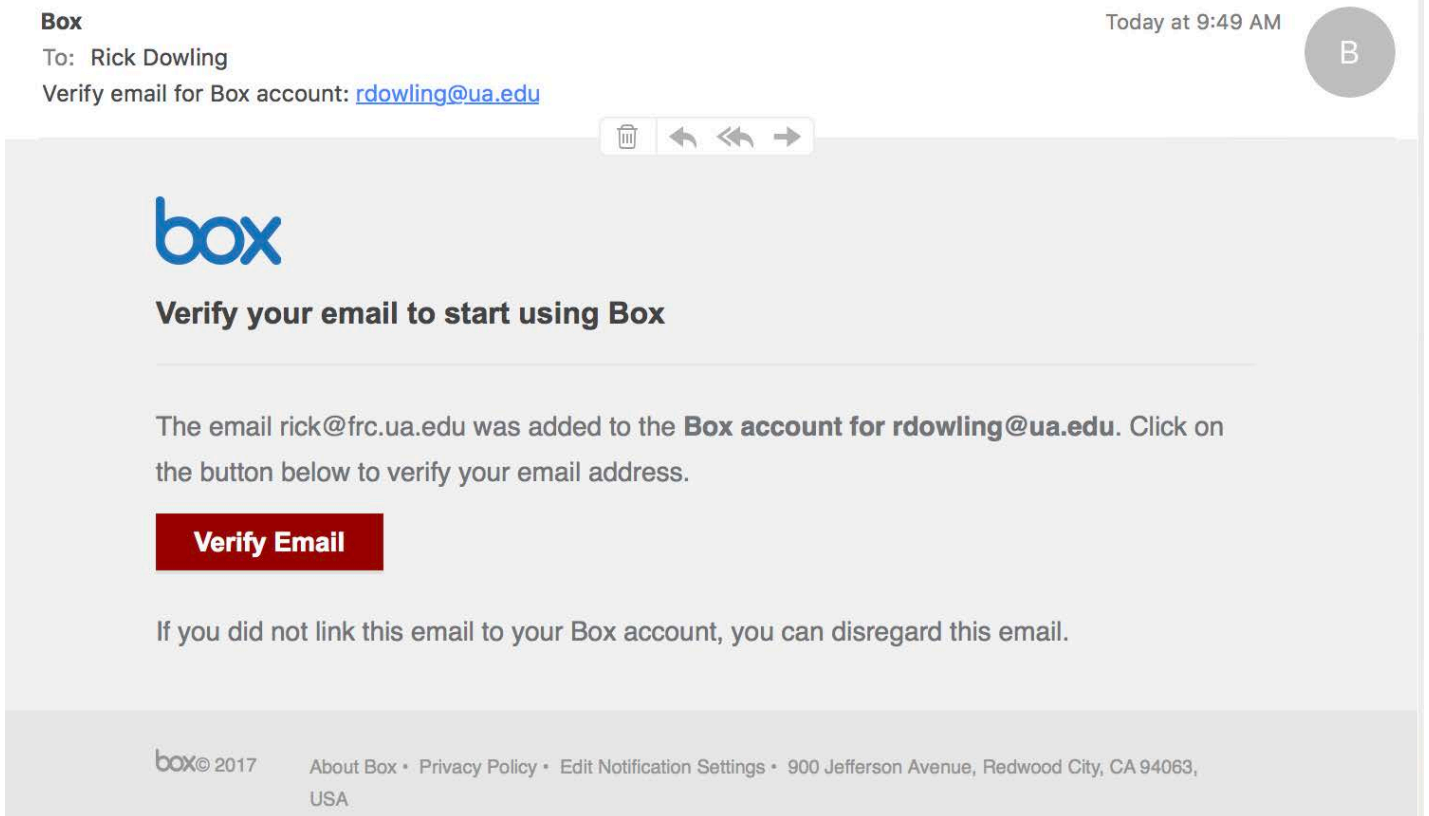 Box
Today at 9:49 AM
B
To: Rick Dowling
Verify email for Box account: rdowling@ua.edu
box
Verify your email to start using Box
The email rick@frc.ua.edu was added to the Box account for rdowling@ua.edu. Click on
the button below to verify your email address.
Verify Email
If you did not link this email to your Box account, you can disregard this email.
box© 2017 About Box • Privacy Policy • Edit Notification Settings • 900 Jefferson Avenue, Redwood City, CA 94063,
USA